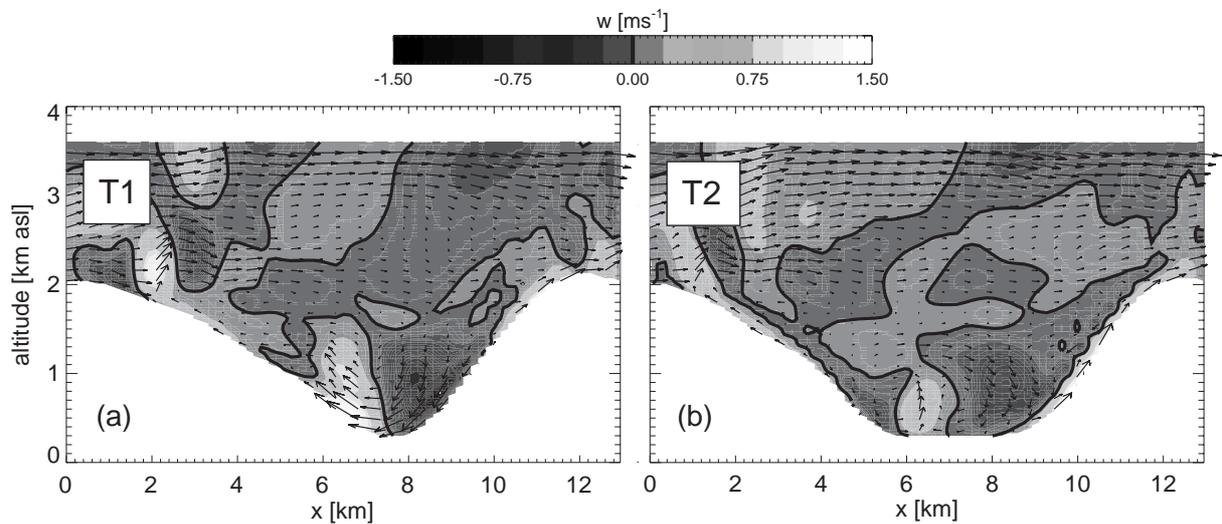 w [ms⁻¹]
-1.50 -0.75 0.00 0.75 1.50
altitude [km asl]
4
3
2
1
0
T1
(a)
0 2 4 6 8 10 12
x [km]
T2
(b)
0 2 4 6 8 10 12
x [km]